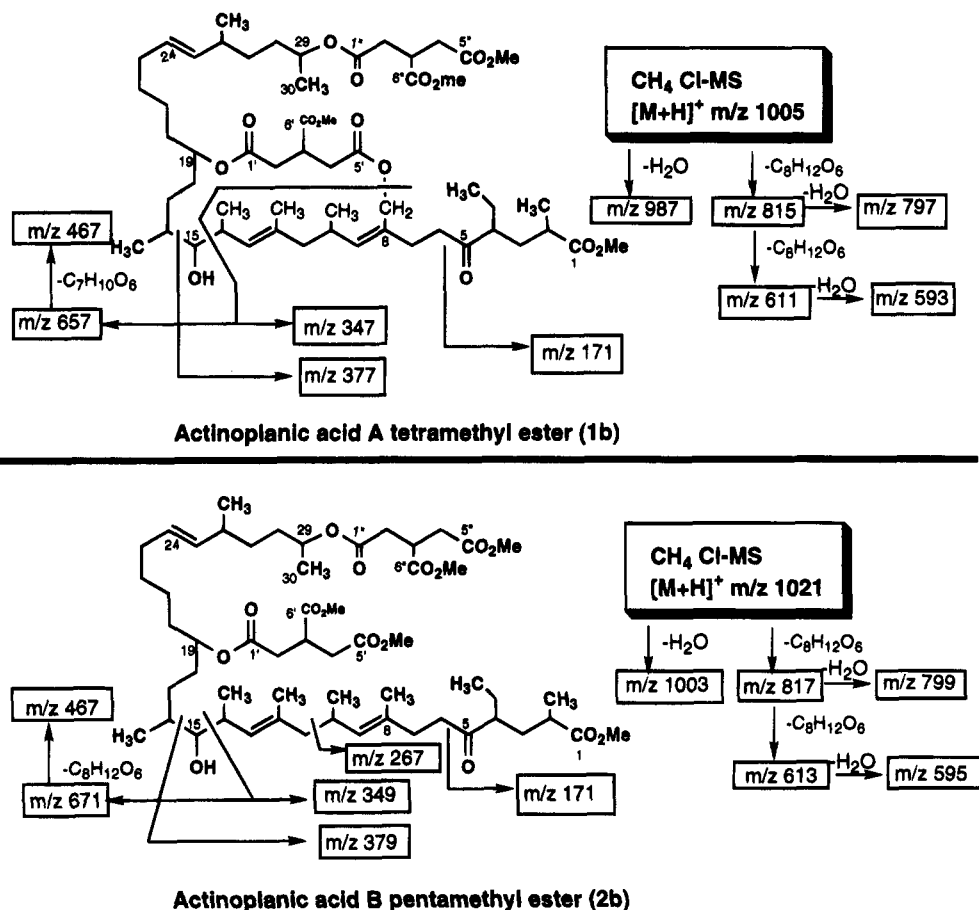 CH₃
24
29
O
1"
O
5"
CO₂Me
6"
CO₂me
30CH₃
6'
CO₂Me
O
O
19
O
1'
5'
O
H₃C
CH₃
CH₃
CH₃
CH₂
H₃C
15
OH
8
5
O
1
CO₂Me
CH₄ CI-MS
[M+H]⁺ m/z 1005
-H₂O
-C₈H₁₂O₆
-H₂O
m/z 987
m/z 815
m/z 797
-C₈H₁₂O₆
-H₂O
m/z 611
m/z 593
m/z 467
-C₇H₁₀O₆
m/z 657
m/z 347
m/z 377
m/z 171
Actinoplanic acid A tetramethyl ester (1b)
CH₃
24
29
O
1"
O
5"
CO₂Me
6"
CO₂Me
30
CH₃
6'
CO₂Me
O
CO₂Me
19
O
1'
5'
H₃C
CH₃
CH₃
CH₃
CH₃
CH₃
H₃C
15
OH
8
5
O
1
CO₂Me
CH₄ CI-MS
[M+H]⁺ m/z 1021
-H₂O
-C₈H₁₂O₆
-H₂O
m/z 1003
m/z 817
m/z 799
-C₈H₁₂O₆
-H₂O
m/z 613
m/z 595
m/z 467
-C₈H₁₂O₆
m/z 671
m/z 267
m/z 349
m/z 379
m/z 171
Actinoplanic acid B pentamethyl ester (2b)